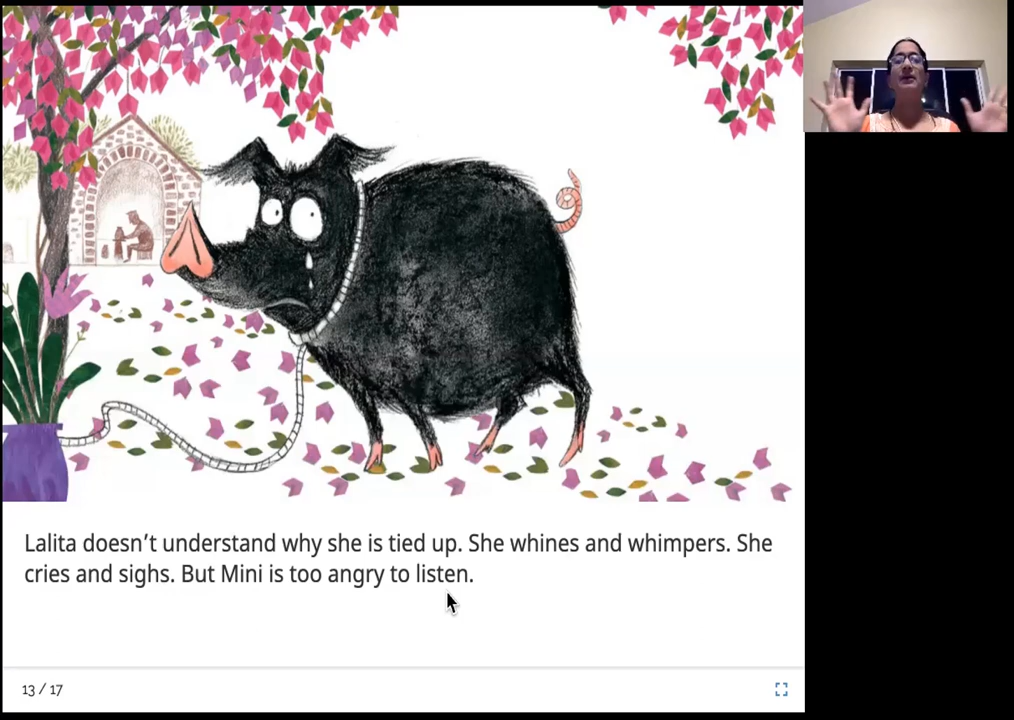 Lalita doesn’t understand why she is tied up. She whines and whimpers. She
cries and sighs. But Mini is too angry to listen.
13 / 17